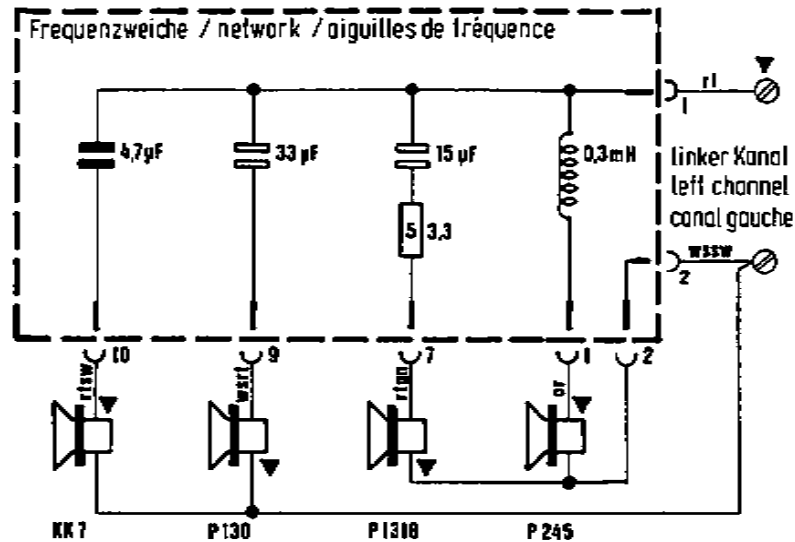 Frequenzweiche / network / aiguilles de fréquence
rt
1
4,7µF
33 µF
15 µF
0,3mH
linker Kanal
left channel
canal gauche
5 3,3
wssw
2
10
9
7
1
2
rtsw
wsrt
rtgn
or
KK 7
P 130
P 130B
P 245